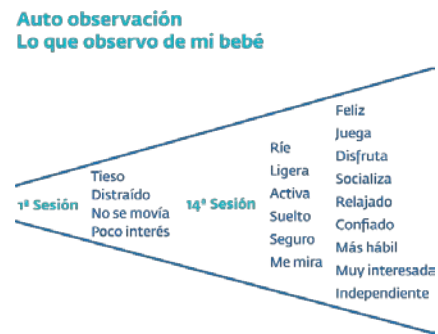 Auto observación
Lo que observo de mi bebé
1ª Sesión
Tieso
Distraído
No se movía
Poco interés
14ª Sesión
Ríe
Ligera
Activa
Suelto
Seguro
Me mira
Feliz
Juega
Disfruta
Socializa
Relajado
Confiado
Más hábil
Muy interesada
Independiente